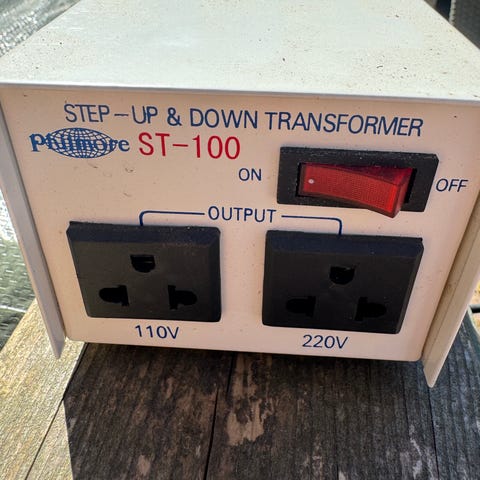 STEP-UP & DOWN TRANSFORMER
Philmore ST-100
ON OFF
OUTPUT
110V 220V